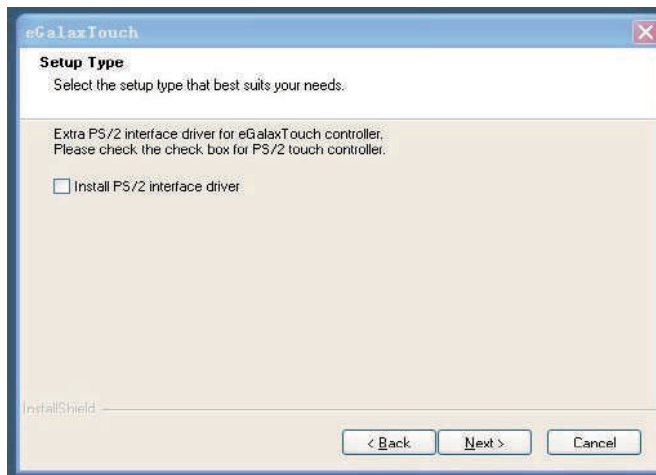 eGalaxTouch
Setup Type
Select the setup type that best suits your needs.
Extra PS/2 interface driver for eGalaxTouch controller.
Please check the check box for PS/2 touch controller.
Install PS/2 interface driver
InstallShield
< Back Next > Cancel